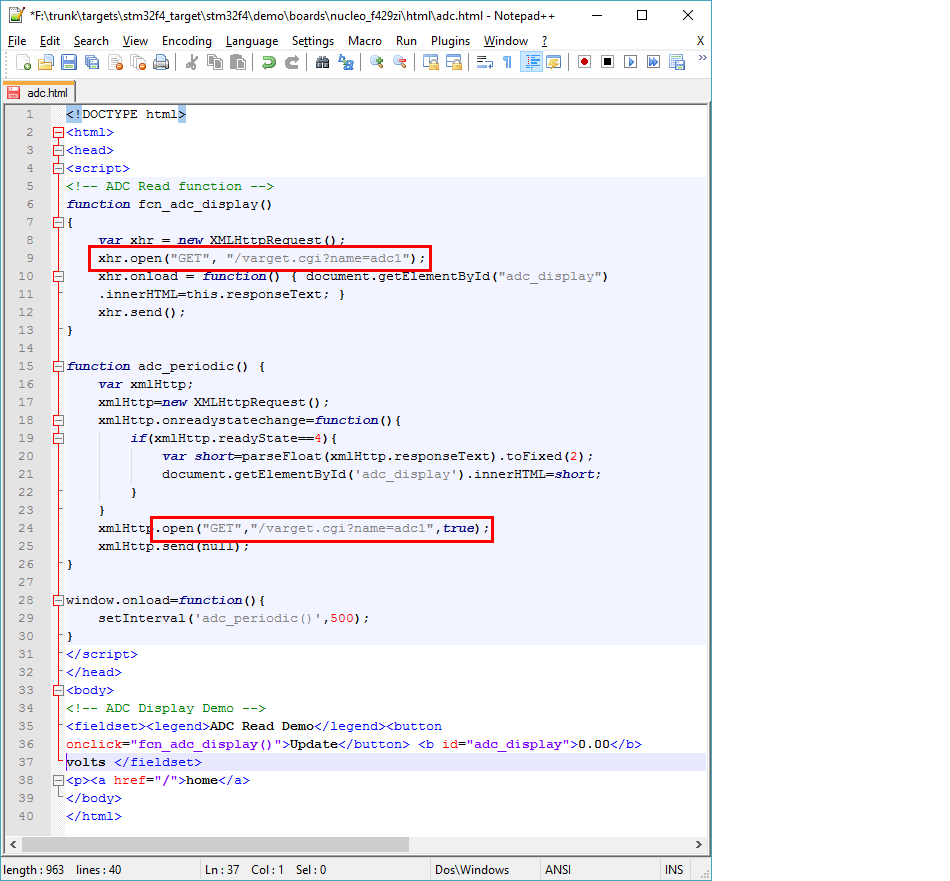 *F:\trunk\targets\stm32f4_target\stm32f4\demo\boards\nucleo_f429zi\html\adc.html - Notepad++
File Edit Search View Encoding Language Settings Macro Run Plugins Window ? X
adc.html
1 <!DOCTYPE html>
2 <html>
3 <head>
4 <script>
5 <!-- ADC Read function -->
6 function fcn_adc_display()
7 {
8 var xhr = new XMLHttpRequest();
9 xhr.open("GET", "/varget.cgi?name=adc1");
10 xhr.onload = function() { document.getElementById("adc_display")
11 .innerHTML=this.responseText; }
12 xhr.send();
13 }
14
15 function adc_periodic() {
16 var xmlHttp;
17 xmlHttp=new XMLHttpRequest();
18 xmlHttp.onreadystatechange=function(){
19 if(xmlHttp.readyState==4){
20 var short=parseFloat(xmlHttp.responseText).toFixed(2);
21 document.getElementById('adc_display').innerHTML=short;
22 }
23 }
24 xmlHttp.open("GET","/varget.cgi?name=adc1",true);
25 xmlHttp.send(null);
26 }
27
28 window.onload=function(){
29 setInterval('adc_periodic()',500);
30 }
31 </script>
32 </head>
33 <body>
34 <!-- ADC Display Demo -->
35 <fieldset><legend>ADC Read Demo</legend><button
36 onclick="fcn_adc_display()">Update</button> <b id="adc_display">0.00</b>
37 volts </fieldset>
38 <p><a href="/">home</a>
39 </body>
40 </html>
length : 963 lines : 40 Ln : 37 Col : 1 Sel : 0 Dos\Windows ANSI INS